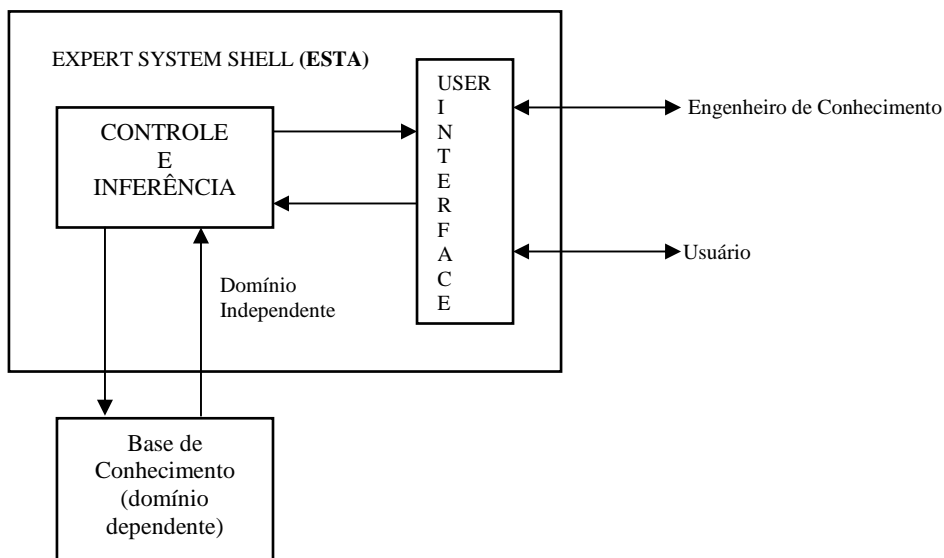 EXPERT SYSTEM SHELL (ESTA)
CONTROLE
E
INFERÊNCIA
USER
I
N
T
E
R
F
A
C
E
Engenheiro de Conhecimento
Usuário
Domínio
Independente
Base de
Conhecimento
(domínio
dependente)